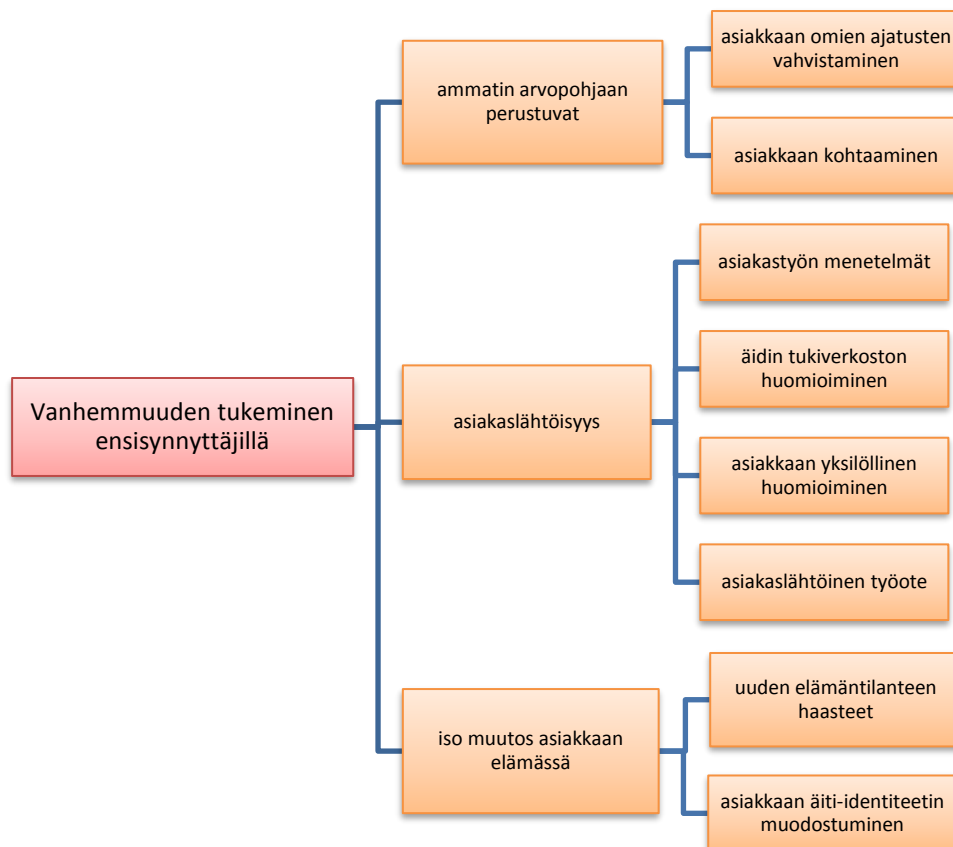 Vanhemmuuden tukeminen
ensisynnyttäjillä
ammatin arvopohjaan
perustuvat
asiakkaan omien ajatusten
vahvistaminen
asiakkaan kohtaaminen
asiakaslähtöisyys
asiakastyön menetelmät
äidin tukiverkoston
huomioiminen
asiakkaan yksilöllinen
huomioiminen
asiakaslähtöinen työote
iso muutos asiakkaan
elämässä
uuden elämäntilanteen
haasteet
asiakkaan äiti-identiteetin
muodostuminen